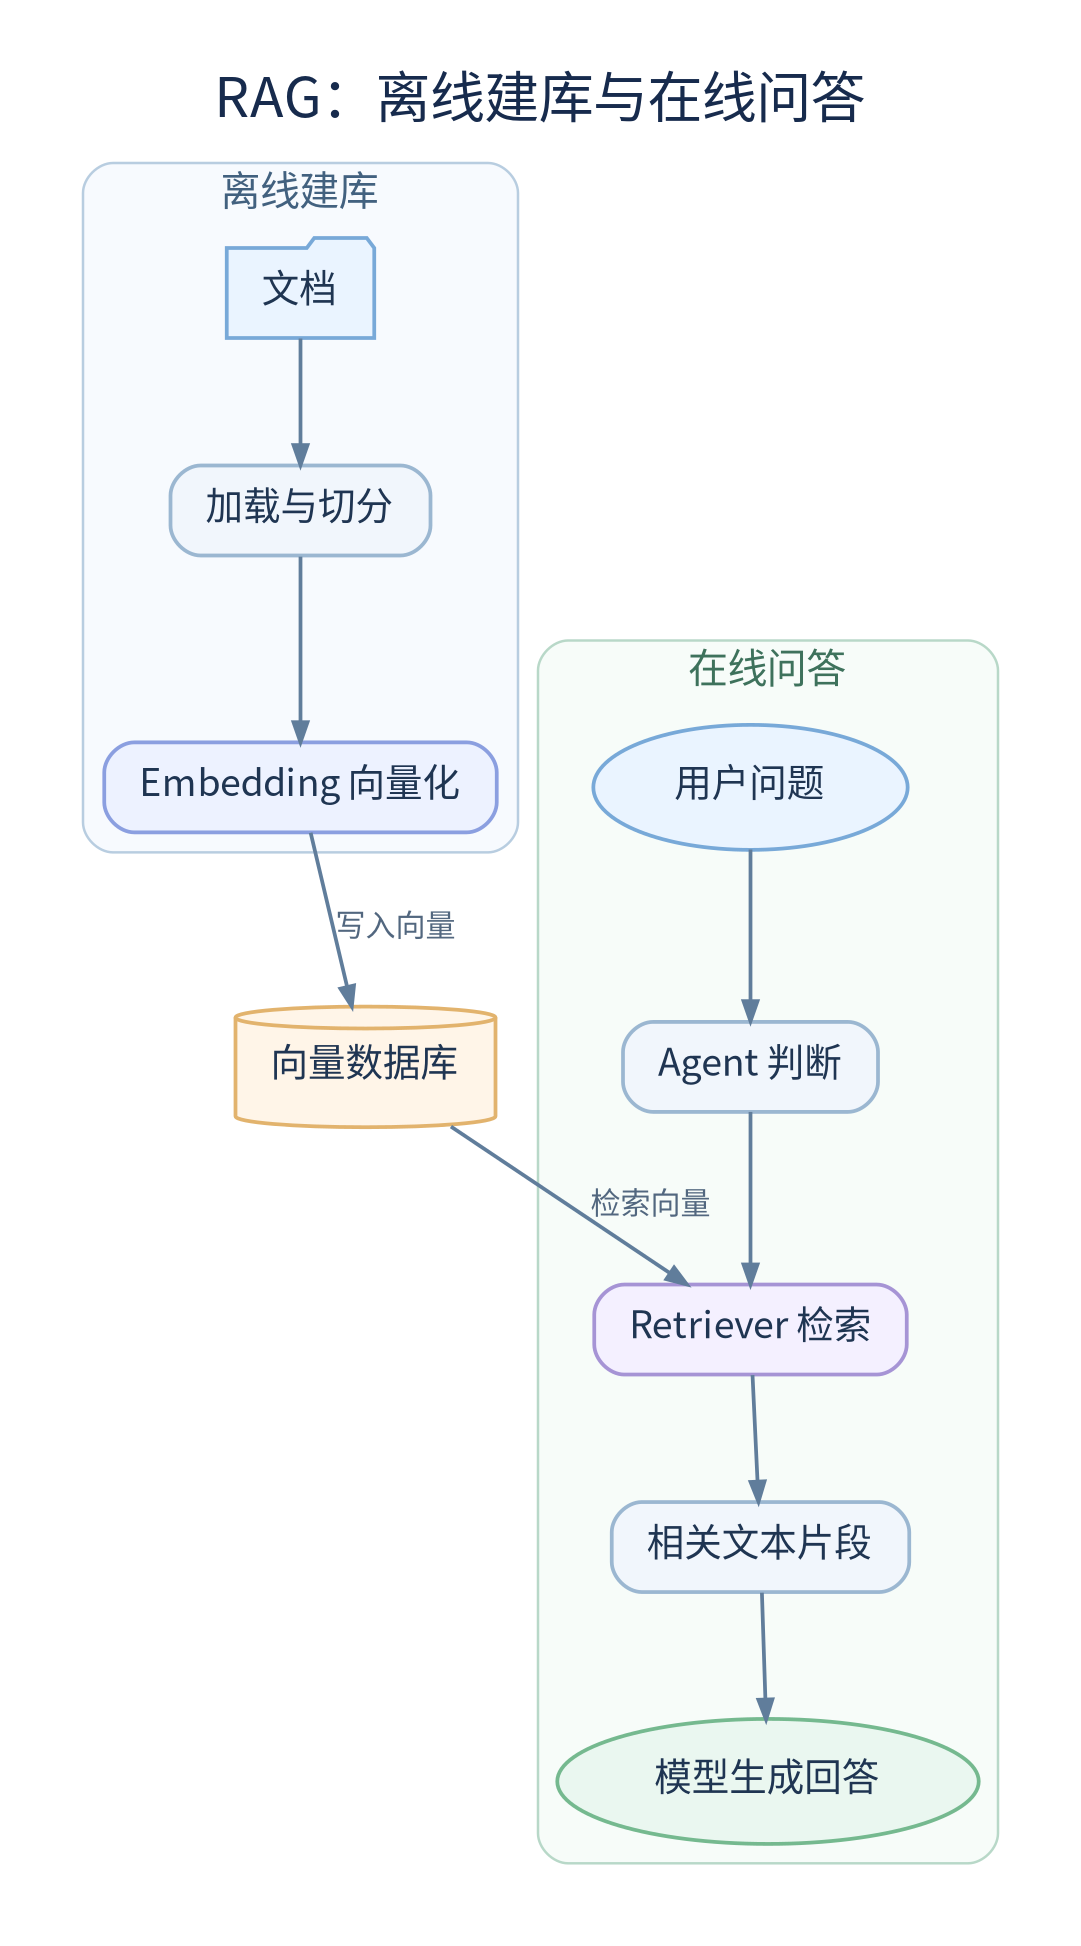 RAG：离线建库与在线问答
离线建库
文档
加载与切分
Embedding 向量化
写入向量
向量数据库
在线问答
用户问题
Agent 判断
检索向量
Retriever 检索
相关文本片段
模型生成回答